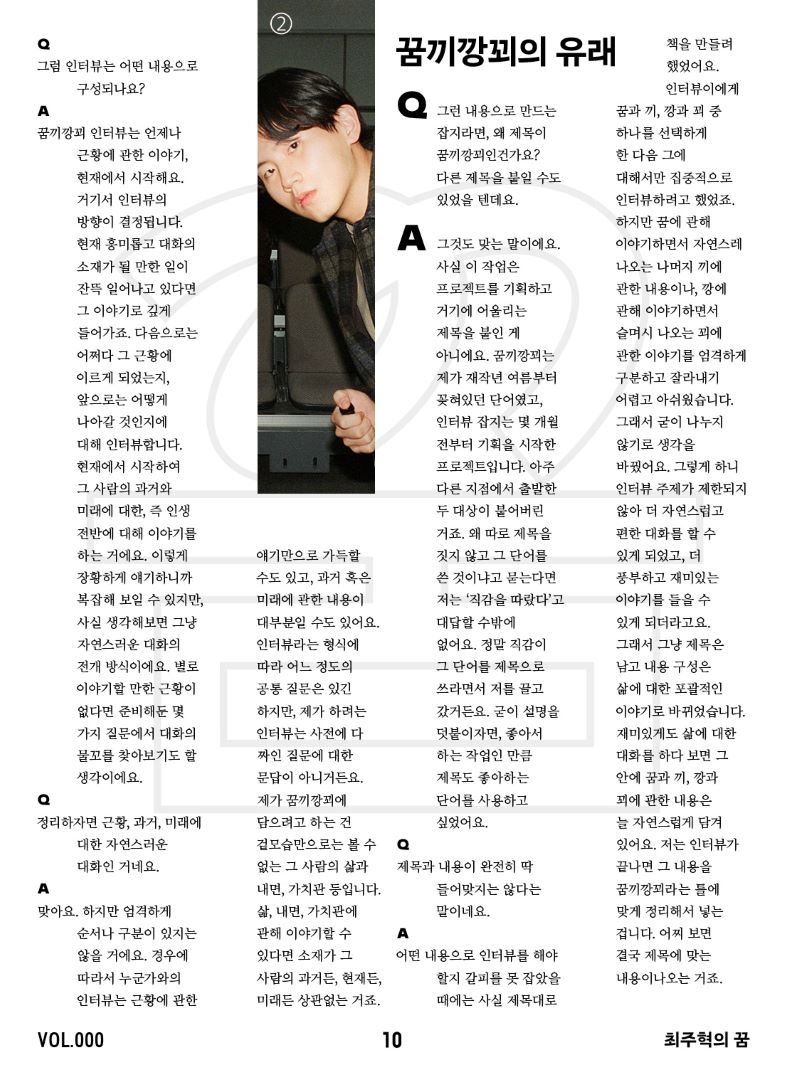 Q
그럼 인터뷰는 어떤 내용으로
구성되나요?
A
꿈끼깡꾀 인터뷰는 언제나
근황에 관한 이야기,
현재에서 시작해요.
거기서 인터뷰의
방향이 결정됩니다.
현재 흥미롭고 대화의
소재가 될 만한 일이
잔뜩 일어나고 있다면
그 이야기로 깊게
들어가죠. 다음으로는
어쩌다 그 근황에
이르게 되었는지,
앞으로는 어떻게
나아갈 것인지에
대해 인터뷰합니다.
현재에서 시작하여
그 사람의 과거와
미래에 대한, 즉 인생
전반에 대해 이야기를
하는 거예요. 이렇게
장황하게 얘기하니까
복잡해 보일 수 있지만,
사실 생각해보면 그냥
자연스러운 대화의
전개 방식이에요. 별로
이야기할 만한 근황이
없다면 준비해둔 몇
가지 질문에서 대화의
물꼬를 찾아보기도 할
생각이에요.
Q
정리하자면 근황, 과거, 미래에
대한 자연스러운
대화인 거네요.
A
맞아요. 하지만 엄격하게
순서나 구분이 있지는
않을 거에요. 경우에
따라서 누군가와의
인터뷰는 근황에 관한
②
얘기만으로 가득할
수도 있고, 과거 혹은
미래에 관한 내용이
대부분일 수도 있어요.
인터뷰라는 형식에
따라 어느 정도의
공통 질문은 있긴
하지만, 제가 하려는
인터뷰는 사전에 다
짜인 질문에 대한
문답이 아니거든요.
제가 꿈끼깡꾀에
담으려고 하는 건
겉모습만으로는 볼 수
없는 그 사람의 삶과
내면, 가치관 등입니다.
삶, 내면, 가치관에
관해 이야기할 수
있다면 소재가 그
사람의 과거든, 현재든,
미래든 상관없는 거죠.
꿈끼깡꾀의 유래
Q
그런 내용으로 만드는
잡지라면, 왜 제목이
꿈끼깡꾀인건가요?
다른 제목을 붙일 수도
있었을 텐데요.
A
그것도 맞는 말이에요.
사실 이 작업은
프로젝트를 기획하고
거기에 어울리는
제목을 붙인 게
아니에요. 꿈끼깡꾀는
제가 재작년 여름부터
꽂혀있던 단어였고,
인터뷰 잡지는 몇 개월
전부터 기획을 시작한
프로젝트입니다. 아주
다른 지점에서 출발한
두 대상이 붙어버린
거죠. 왜 따로 제목을
짓지 않고 그 단어를
쓴 것이냐고 묻는다면
저는 ‘직감을 따랐다’고
대답할 수밖에
없어요. 정말 직감이
그 단어를 제목으로
쓰라면서 저를 끌고
갔거든요. 굳이 설명을
덧붙이자면, 좋아서
하는 작업인 만큼
제목도 좋아하는
단어를 사용하고
싶었어요.
Q
제목과 내용이 완전히 딱
들어맞지는 않다는
말이네요.
A
어떤 내용으로 인터뷰를 해야
할지 갈피를 못 잡았을
때에는 사실 제목대로
책을 만들려
했었어요.
인터뷰이에게
꿈과 끼, 깡과 꾀 중
하나를 선택하게
한 다음 그에
대해서만 집중적으로
인터뷰하려고 했었죠.
하지만 꿈에 관해
이야기하면서 자연스레
나오는 나머지 끼에
관한 내용이나, 깡에
관해 이야기하면서
슬며시 나오는 꾀에
관한 이야기를 엄격하게
구분하고 잘라내기
어렵고 아쉬웠습니다.
그래서 굳이 나누지
않기로 생각을
바꿨어요. 그렇게 하니
인터뷰 주제가 제한되지
않아 더 자연스럽고
편한 대화를 할 수
있게 되었고, 더
풍부하고 재미있는
이야기를 들을 수
있게 되더라고요.
그래서 그냥 제목은
남고 내용 구성은
삶에 대한 포괄적인
이야기로 바뀌었습니다.
재미있게도 삶에 대한
대화를 하다 보면 그
안에 꿈과 끼, 깡과
꾀에 관한 내용은
늘 자연스럽게 담겨
있어요. 저는 인터뷰가
끝나면 그 내용을
꿈끼깡꾀라는 틀에
맞게 정리해서 넣는
겁니다. 어찌 보면
결국 제목에 맞는
내용이나오는 거죠.
VOL.000
10
최주혁의 꿈